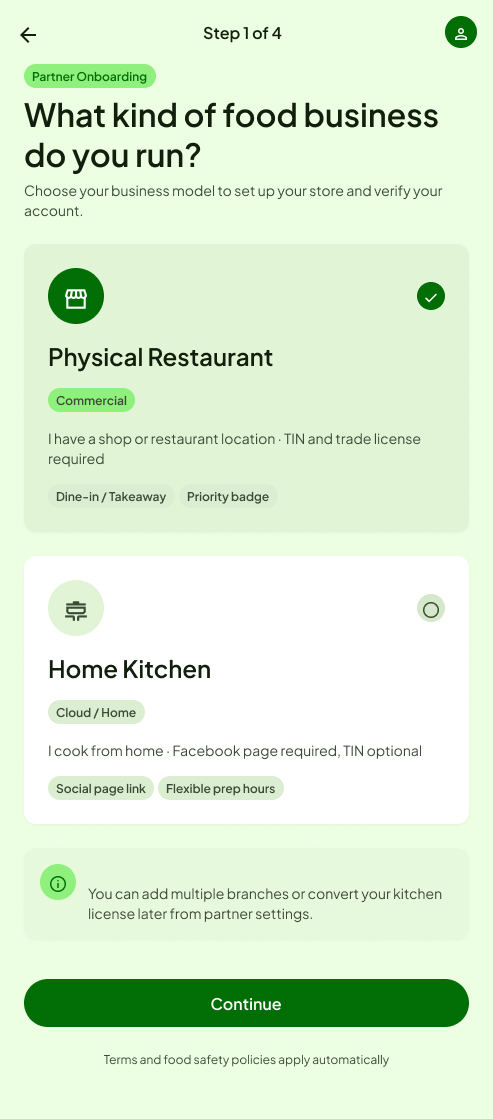 Step 1 of 4
Partner Onboarding
What kind of food business
do you run?
Choose your business model to set up your store and verify your
account.
Physical Restaurant
Commercial
I have a shop or restaurant location · TIN and trade license
required
Dine-in / Takeaway
Priority badge
Home Kitchen
Cloud / Home
I cook from home · Facebook page required, TIN optional
Social page link
Flexible prep hours
You can add multiple branches or convert your kitchen
license later from partner settings.
Continue
Terms and food safety policies apply automatically